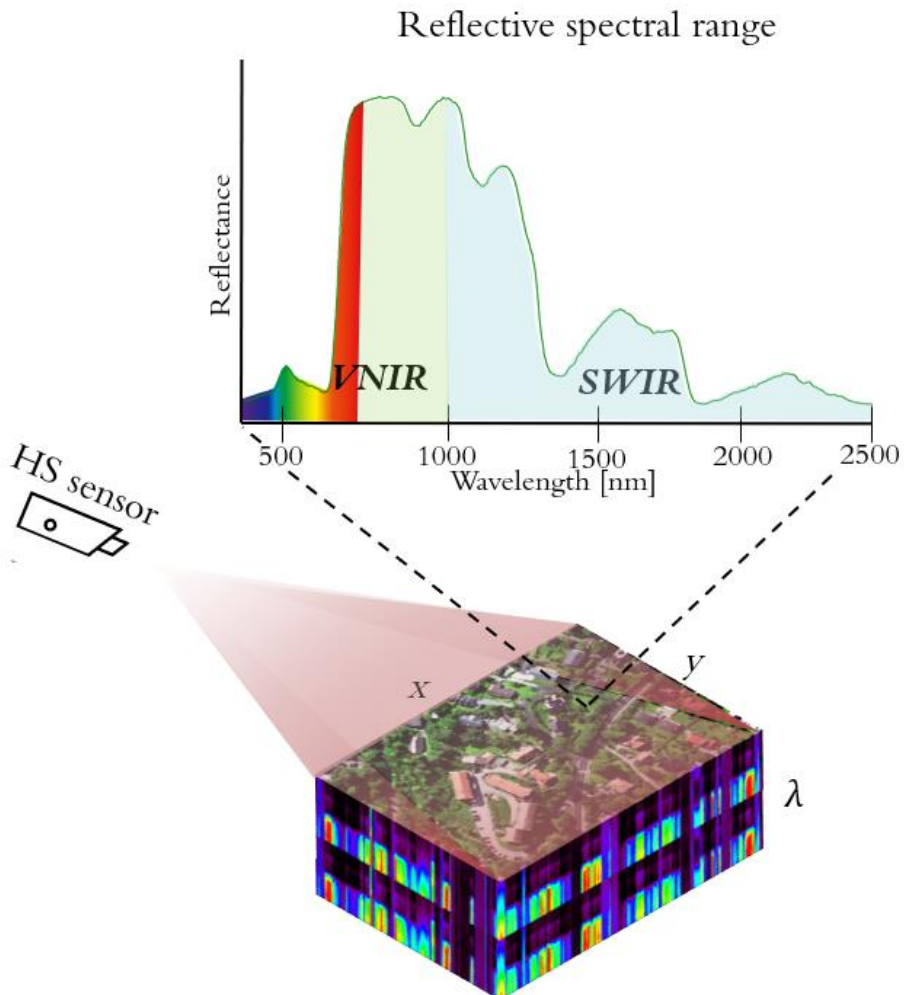 Reflective spectral range
Reflectance
VNIR
SWIR
500
1000
1500
2000
2500
Wavelength [nm]
HS sensor
x
y
λ